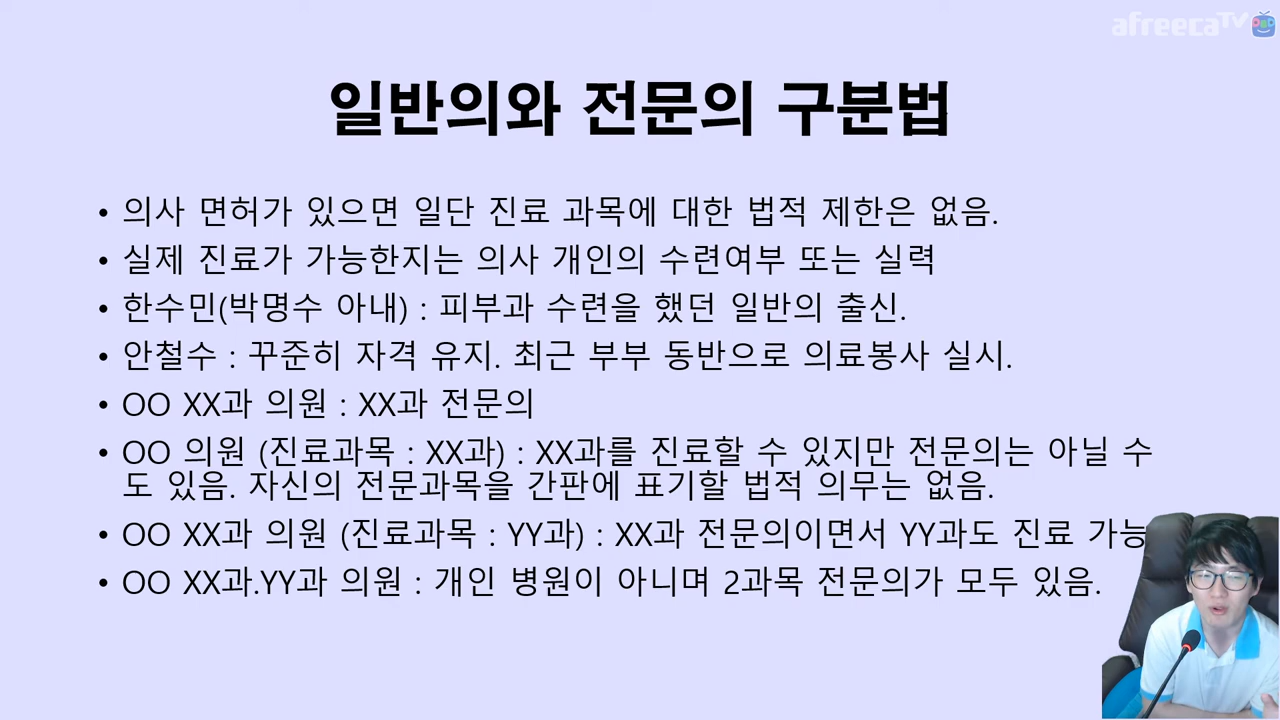 afreecaTV
일반의와 전문의 구분법
• 의사 면허가 있으면 일단 진료 과목에 대한 법적 제한은 없음.
• 실제 진료가 가능한지는 의사 개인의 수련여부 또는 실력
• 한수민(박명수 아내) : 피부과 수련을 했던 일반의 출신.
• 안철수 : 꾸준히 자격 유지. 최근 부부 동반으로 의료봉사 실시.
• OO XX과 의원 : XX과 전문의
• OO 의원 (진료과목 : XX과) : XX과를 진료할 수 있지만 전문의는 아닐 수
도 있음. 자신의 전문과목을 간판에 표기할 법적 의무는 없음.
• OO XX과 의원 (진료과목 : YY과) : XX과 전문의이면서 YY과도 진료 가능
• OO XX과.YY과 의원 : 개인 병원이 아니며 2과목 전문의가 모두 있음.